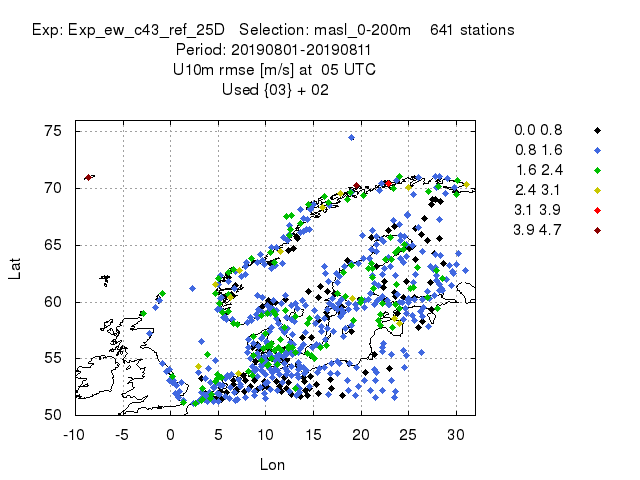 Exp: Exp_ew_c43_ref_25D Selection: masl_0-200m 641 stations
Period: 20190801-20190811
U10m rmse [m/s] at 05 UTC
Used {03} + 02
0.0 0.8
0.8 1.6
1.6 2.4
2.4 3.1
3.1 3.9
3.9 4.7
Lat
75
70
65
60
55
50
-10 -5 0 5 10 15 20 25 30
Lon